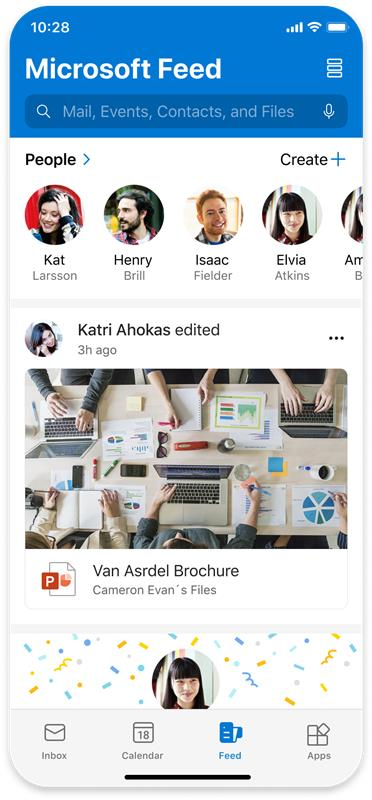 10:28
Microsoft Feed
Mail, Events, Contacts, and Files
People
Create
Kat
Larsson
Henry
Brill
Isaac
Fielder
Elvia
Atkins
Am
B
Katri Ahokas edited
3h ago
P
Van Asrdel Brochure
Cameron Evan´s Files
Inbox
18
Calendar
Feed
Apps